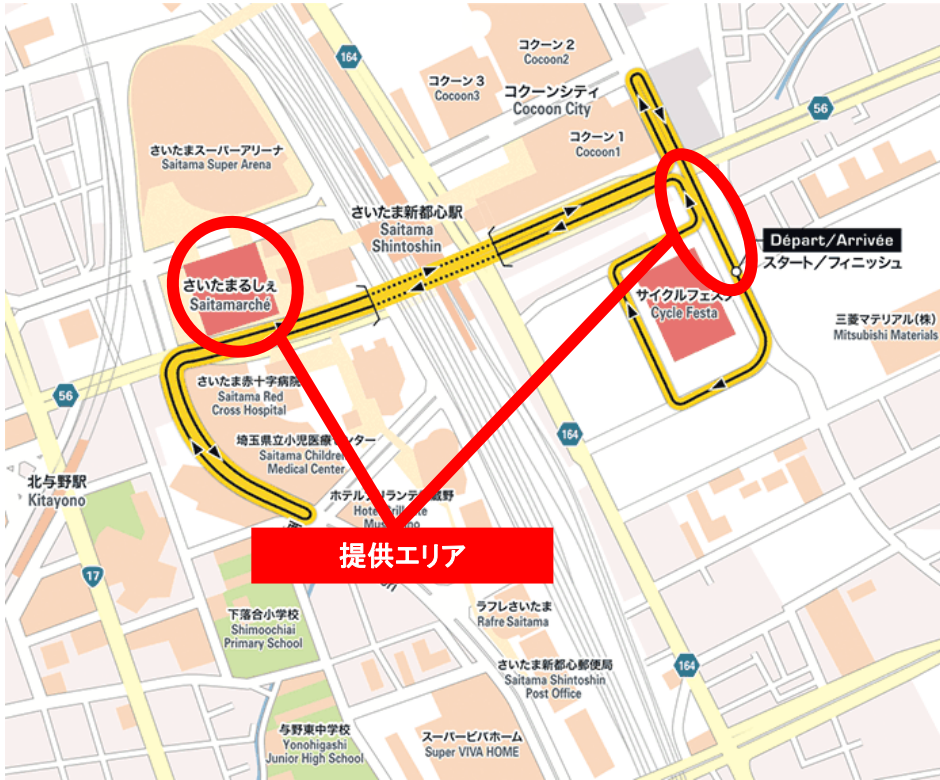 164
コクーン 2
Cocoon2
コクーン 3
Cocoon3
コクーンシティ
Cocoon City
56
コクーン 1
Cocoon1
さいたまスーパーアリーナ
Saitama Super Arena
さいたま新都心駅
Saitama
Shintoshin
Départ/Arrivée
スタート/フィニッシュ
さいたまるしぇ
Saitamarché
サイクルフェスタ
Cycle Festa
三菱マテリアル(株)
Mitsubishi Materials
56
さいたま赤十字病院
Saitama Red
Cross Hospital
埼玉県立小児医療センター
Saitama Children
Medical Center
164
北与野駅
Kitayono
提供エリア
17
下落合小学校
Shimoochiai
Primary School
ラフレさいたま
Rafre Saitama
さいたま新都心郵便局
Saitama Shintoshin
Post Office
164
与野東中学校
Yonohigashi
Junior High School
スーパービバホーム
Super VIVA HOME